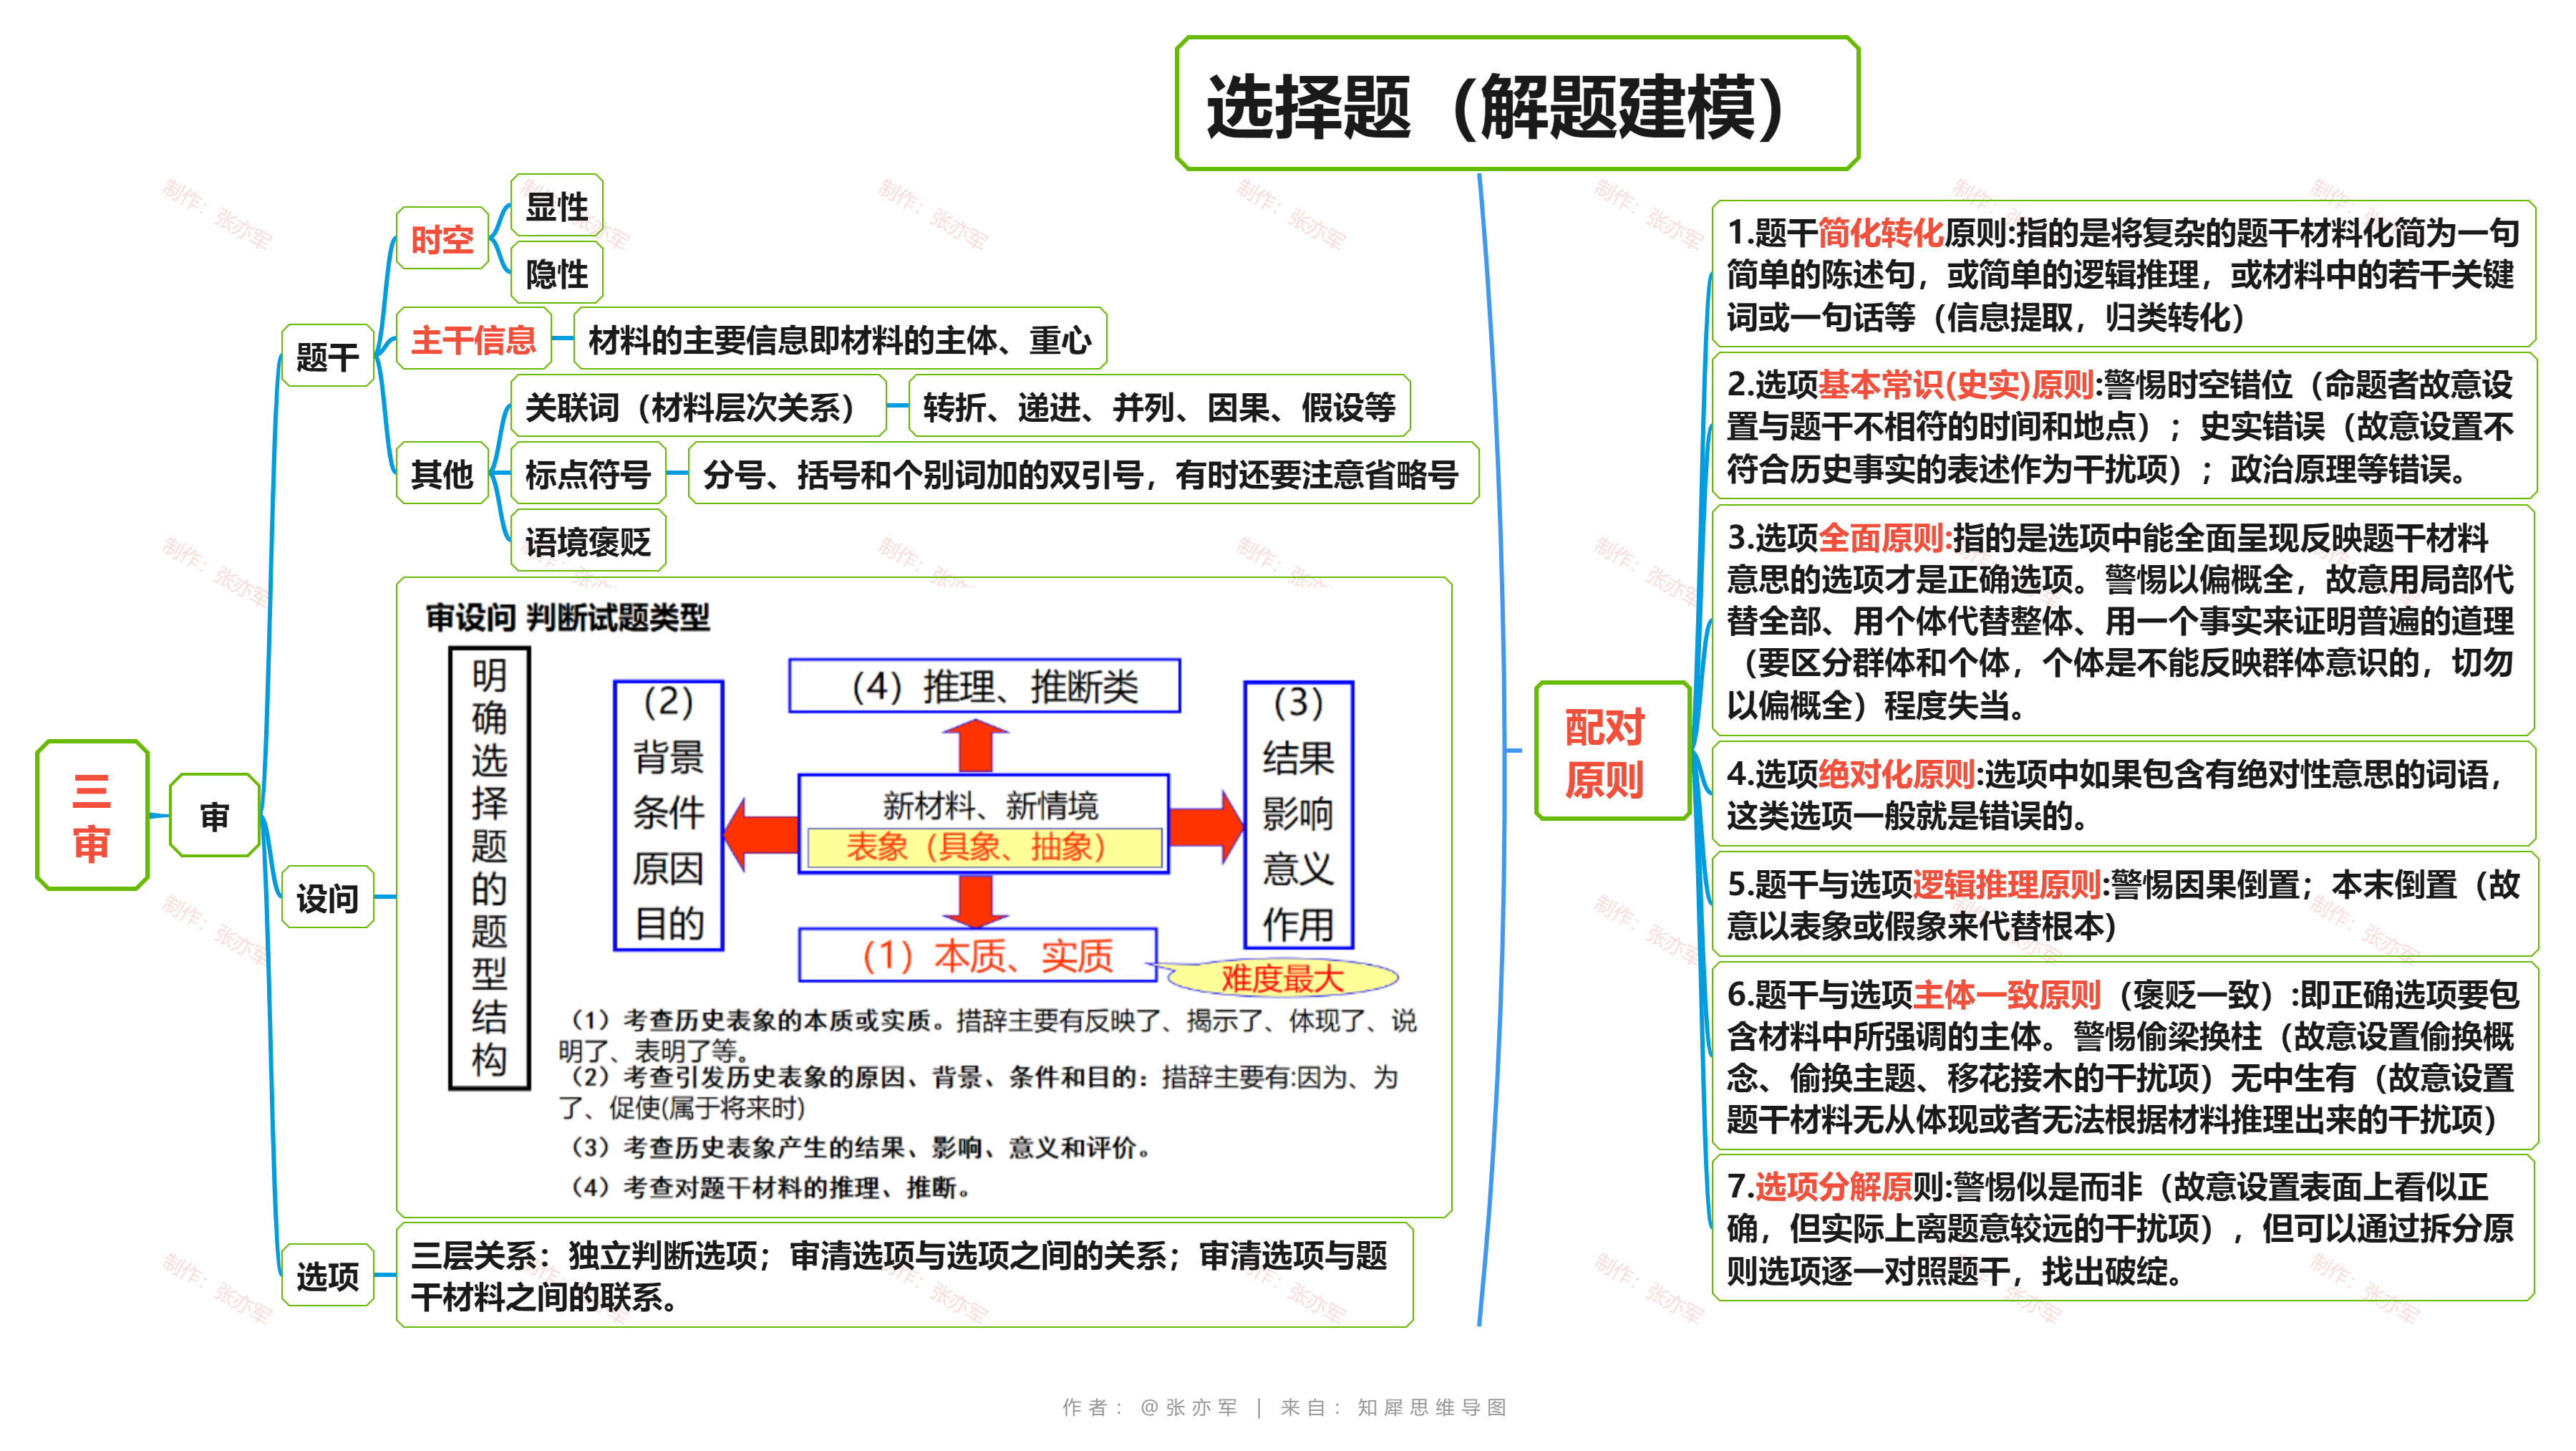 选择题（解题建模）
三
审
审
题干
时空
显性
隐性
主干信息
材料的主要信息即材料的主体、重心
其他
关联词（材料层次关系）
转折、递进、并列、因果、假设等
标点符号
分号、括号和个别词加的双引号，有时还要注意省略号
语境褒贬
设问
审设问 判断试题类型
明确选择题的题型结构
（2）
背景
条件
原因
目的
（4）推理、推断类
新材料、新情境
表象（具象、抽象）
（1）本质、实质
难度最大
（3）
结果
影响
意义
作用
（1）考查历史表象的本质或实质。措辞主要有反映了、揭示了、体现了、说
明了、表明了等。
（2）考查引发历史表象的原因、背景、条件和目的：措辞主要有:因为、为
了、促使(属于将来时)
（3）考查历史表象产生的结果、影响、意义和评价。
（4）考查对题干材料的推理、推断。
选项
三层关系：独立判断选项；审清选项与选项之间的关系；审清选项与题
干材料之间的联系。
配对
原则
1.题干简化转化原则:指的是将复杂的题干材料化简为一句
简单的陈述句，或简单的逻辑推理，或材料中的若干关键
词或一句话等（信息提取，归类转化）
2.选项基本常识(史实)原则:警惕时空错位（命题者故意设
置与题干不相符的时间和地点）；史实错误（故意设置不
符合历史事实的表述作为干扰项）；政治原理等错误。
3.选项全面原则:指的是选项中能全面呈现反映题干材料
意思的选项才是正确选项。警惕以偏概全，故意用局部代
替全部、用个体代替整体、用一个事实来证明普遍的道理
（要区分群体和个体，个体是不能反映群体意识的，切勿
以偏概全）程度失当。
4.选项绝对化原则:选项中如果包含有绝对性意思的词语，
这类选项一般就是错误的。
5.题干与选项逻辑推理原则:警惕因果倒置；本末倒置（故
意以表象或假象来代替根本）
6.题干与选项主体一致原则（褒贬一致）:即正确选项要包
含材料中所强调的主体。警惕偷梁换柱（故意设置偷换概
念、偷换主题、移花接木的干扰项）无中生有（故意设置
题干材料无从体现或者无法根据材料推理出来的干扰项）
7.选项分解原则:警惕似是而非（故意设置表面上看似正
确，但实际上离题意较远的干扰项），但可以通过拆分原
则选项逐一对照题干，找出破绽。
制作：张亦军
作者：@张亦军 | 来自：知犀思维导图